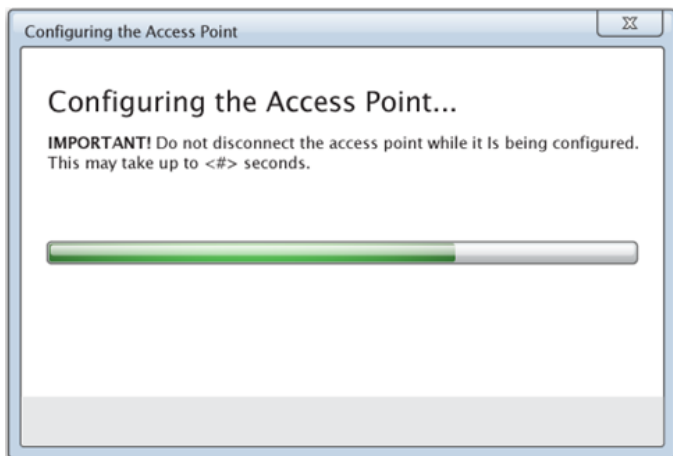 Configuring the Access Point
X
Configuring the Access Point...
IMPORTANT! Do not disconnect the access point while it Is being configured.
This may take up to <#> seconds.